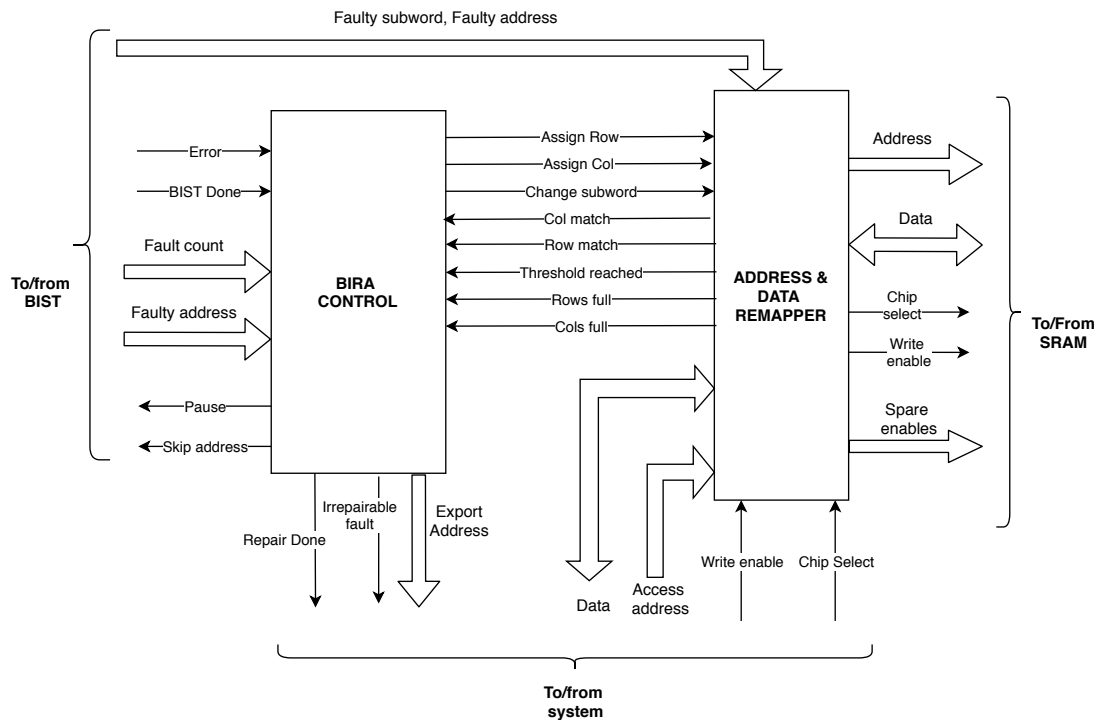 Faulty subword, Faulty address
Error
BIST Done
Fault count
Faulty address
Pause
Skip address
To/from
BIST
BIRA
CONTROL
Assign Row
Assign Col
Change subword
Col match
Row match
Threshold reached
Rows full
Cols full
ADDRESS &
DATA
REMAPPER
Address
Data
Chip
select
Write
enable
Spare
enables
To/From
SRAM
Repair Done
Irrepairable
fault
Export
Address
Data
Access
address
Write enable
Chip Select
To/from
system